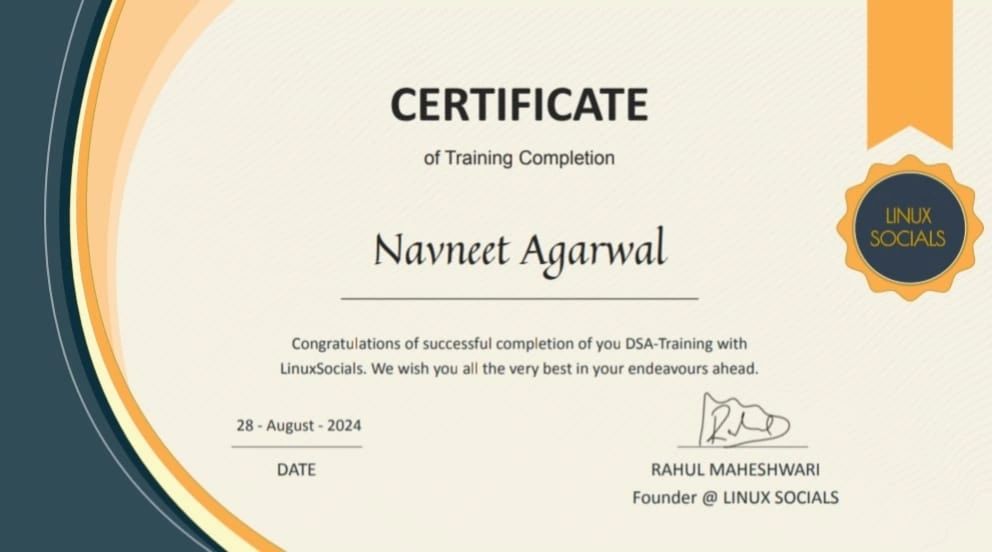 CERTIFICATE
of Training Completion
LINUX
SOCIALS
Navneet Agarwal
Congratulations of successful completion of you DSA-Training with
LinuxSocials. We wish you all the very best in your endeavours ahead.
28 - August - 2024
DATE
RAHUL MAHESHWARI
Founder @ LINUX SOCIALS